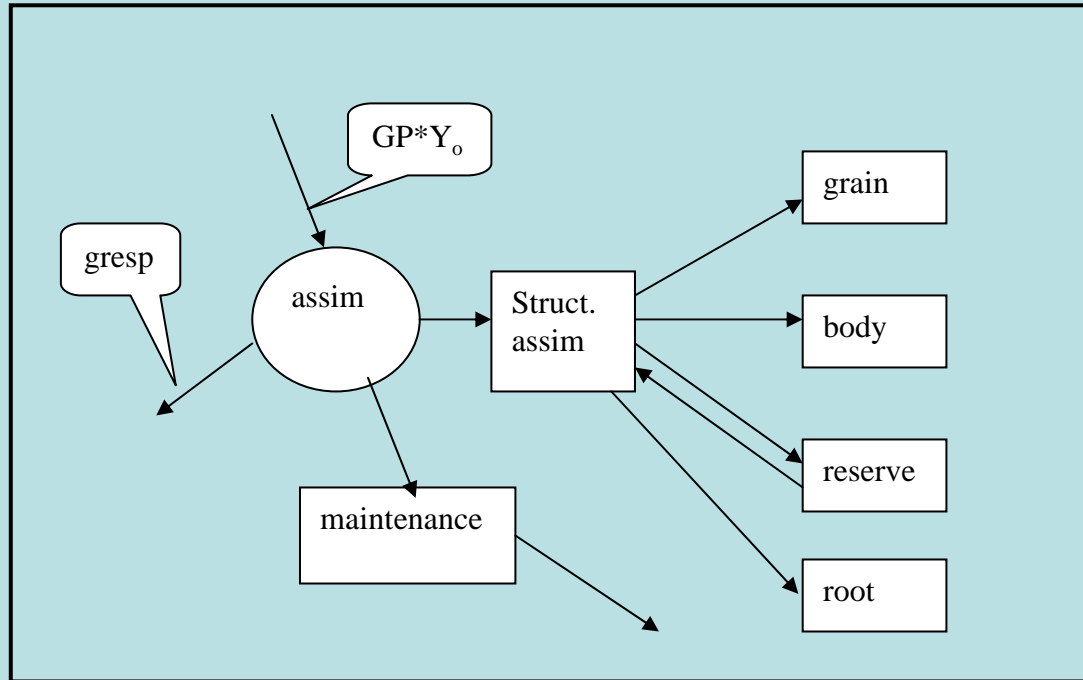 GP*Yₒ
grain
gresp
assim
Struct.
assim
body
reserve
maintenance
root